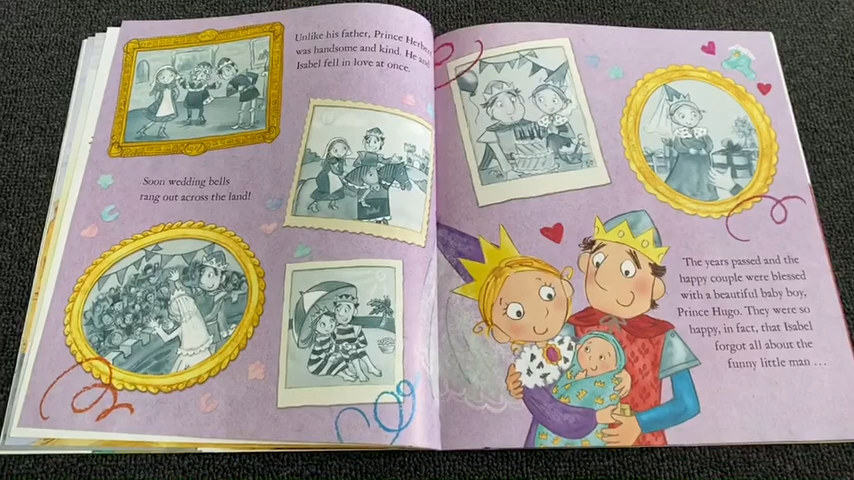 Unlike his father, Prince Herbert
was handsome and kind. He and
Isabel fell in love at once.
Soon wedding bells
rang out across the land!
The years passed and the
happy couple were blessed
with a beautiful baby boy,
Prince Hugo. They were so
happy, in fact, that Isabel
forgot all about the
funny little man ...